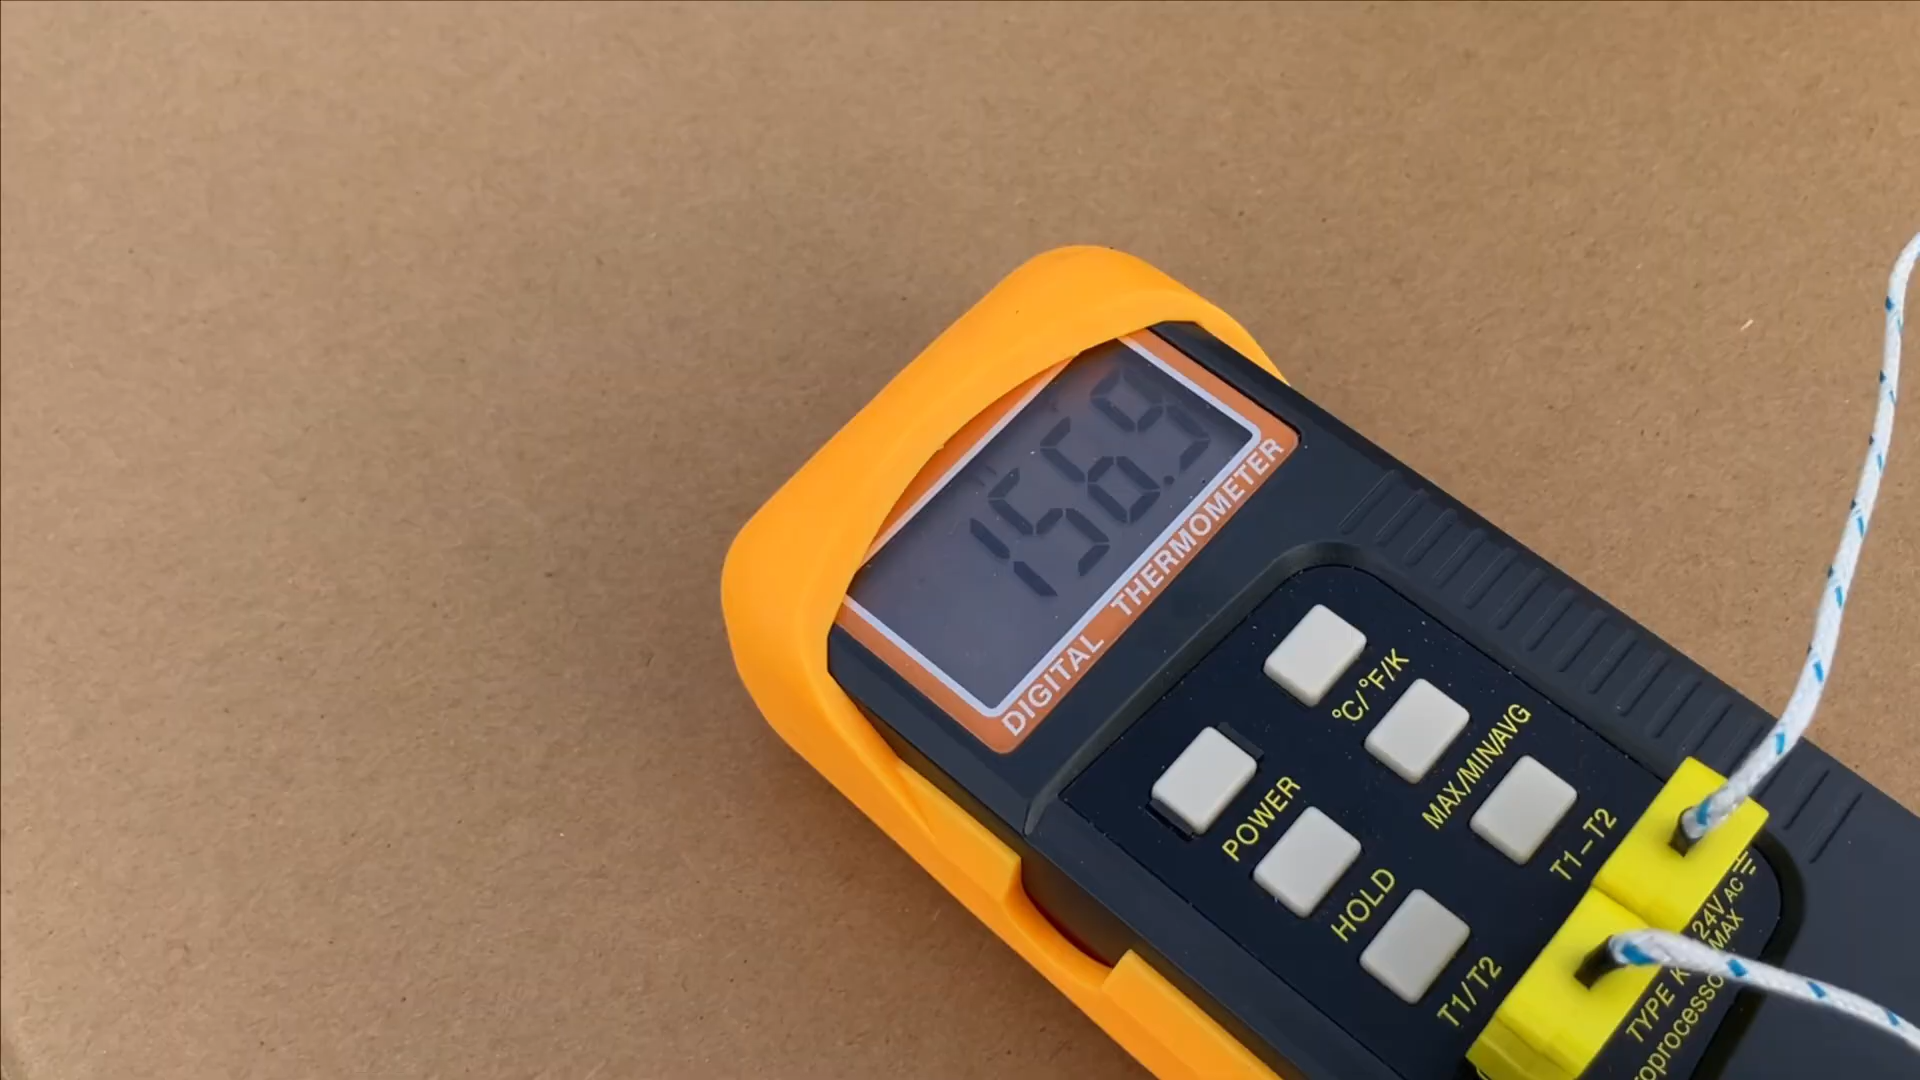 156.9
DIGITAL THERMOMETER
°C/°F/K
POWER
MAX/MIN/AVG
HOLD
T1-T2
T1/T2
24V AC
MAX
TYPE K